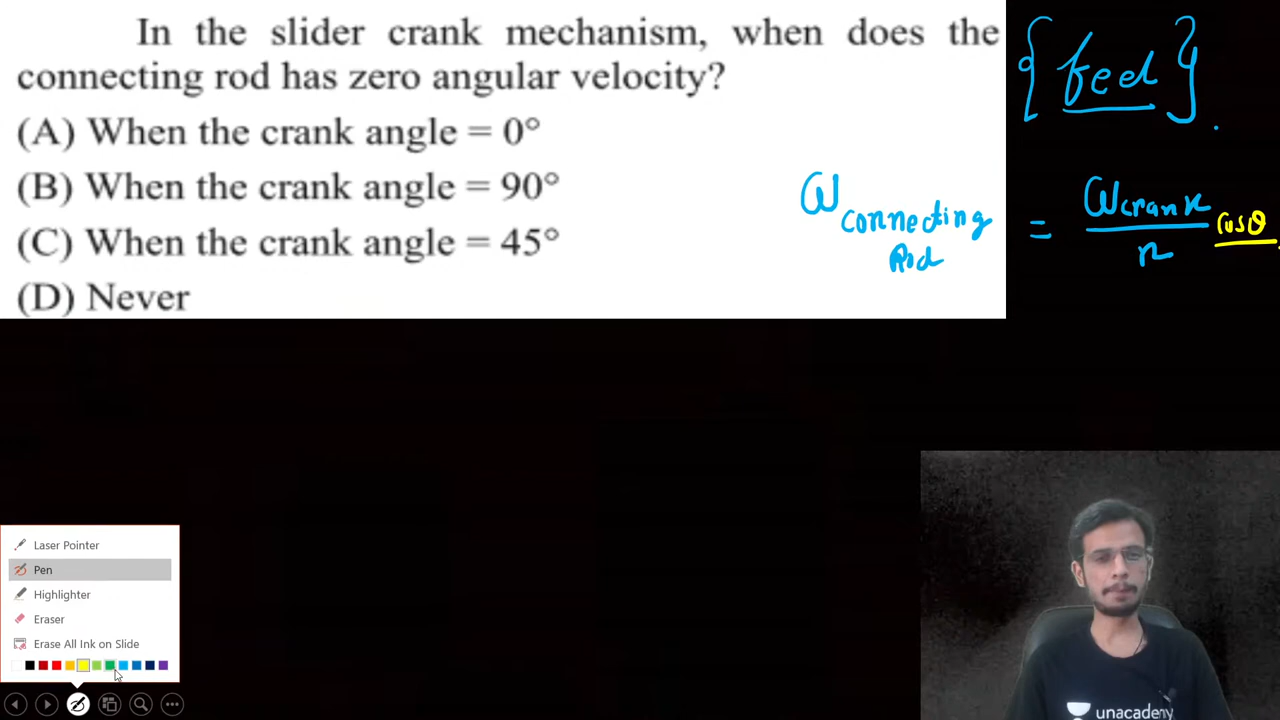 In the slider crank mechanism, when does the
connecting rod has zero angular velocity?
(A) When the crank angle = 0°
(B) When the crank angle = 90°
(C) When the crank angle = 45°
(D) Never
{ feel }
ω connecting Rod = ω crank / n cosθ
Laser Pointer
Pen
Highlighter
Eraser
Erase All Ink on Slide
unacademy